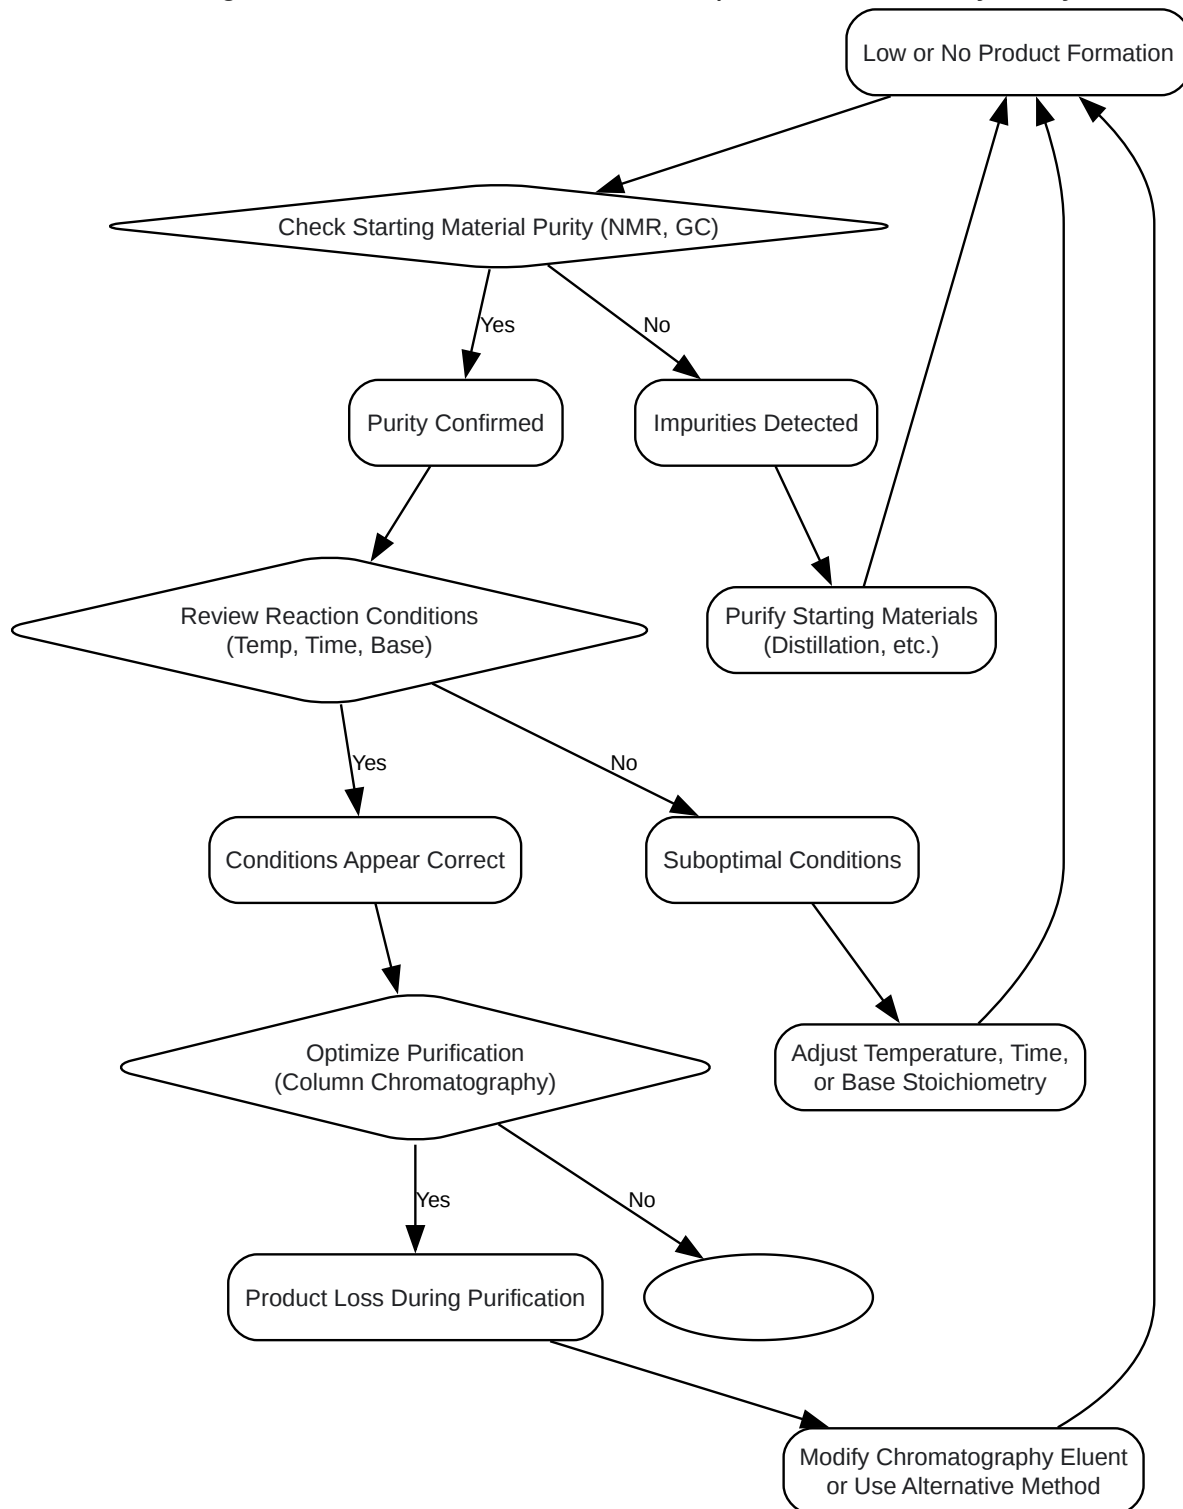 Low or No Product Formation
Check Starting Material Purity (NMR, GC)
Yes
No
Purity Confirmed
Impurities Detected
Review Reaction Conditions
(Temp, Time, Base)
Purify Starting Materials
(Distillation, etc.)
Yes
No
Conditions Appear Correct
Suboptimal Conditions
Optimize Purification
(Column Chromatography)
Adjust Temperature, Time,
or Base Stoichiometry
Yes
No
Product Loss During Purification
Modify Chromatography Eluent
or Use Alternative Method